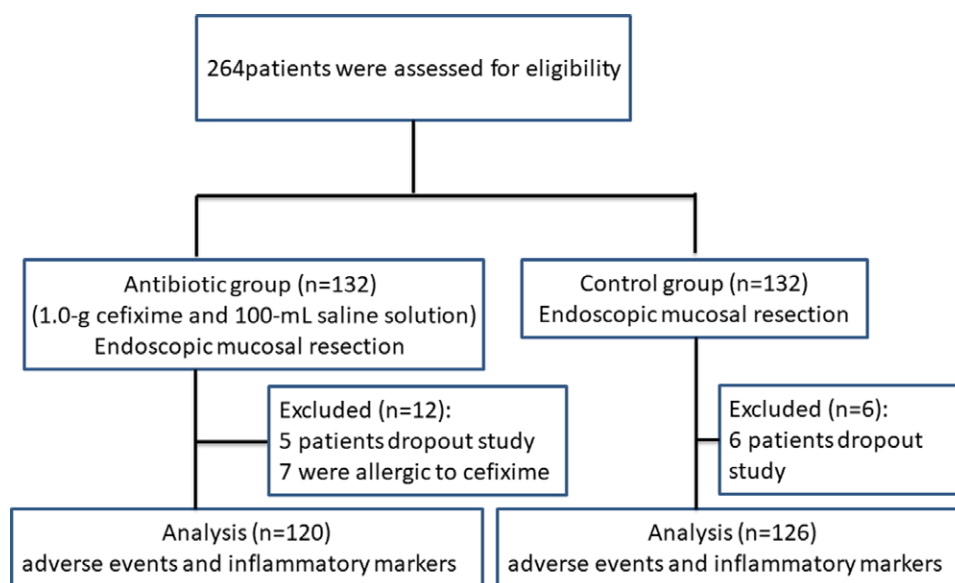 264patients were assessed for eligibility
Antibiotic group (n=132)
(1.0-g cefixime and 100-mL saline solution)
Endoscopic mucosal resection
Control group (n=132)
Endoscopic mucosal resection
Excluded (n=12):
5 patients dropout study
7 were allergic to cefixime
Excluded (n=6):
6 patients dropout
study
Analysis (n=120)
adverse events and inflammatory markers
Analysis (n=126)
adverse events and inflammatory markers